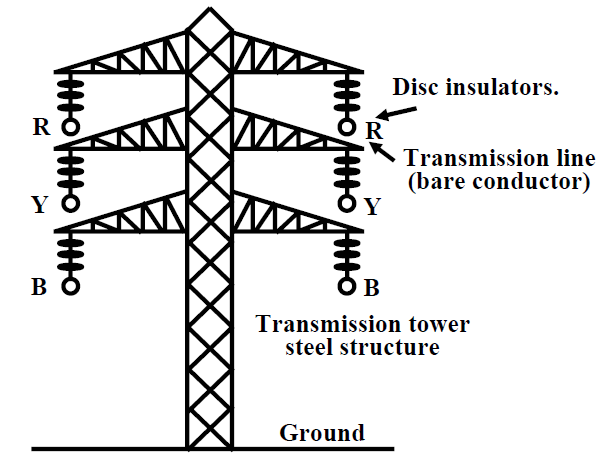 Disc insulators.
R
R
Transmission line
(bare conductor)
Y
Y
B
B
Transmission tower
steel structure
Ground